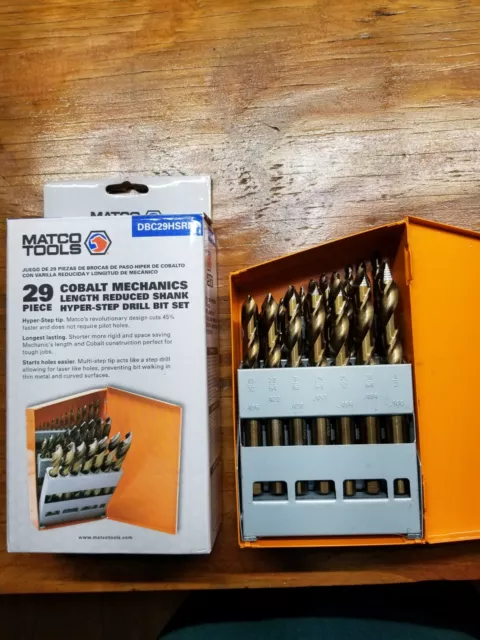 MATCO
DBC29HSR
MATCO
TOOLS
JUEGO DE 29 PIEZAS DE BROCAS DE PASO-HIPER DE COBALTO
CON VARILLA REDUCIDA Y LONGITUD DE MECÁNICO
29 COBALT MECHANICS
PIECE LENGTH REDUCED SHANK
HYPER-STEP DRILL BIT SET
Hyper-Step tip. Matco's revolutionary design cuts 45%
faster and does not require pilot holes.
Longest lasting. Shorter more rigid and space saving
Mechanic's length and Cobalt construction perfect for
tough jobs.
Starts holes easier. Multi-step tip acts like a step drill
allowing for laser like holes, preventing bit walking in
thin metal and curved surfaces.
www.matcotools.com